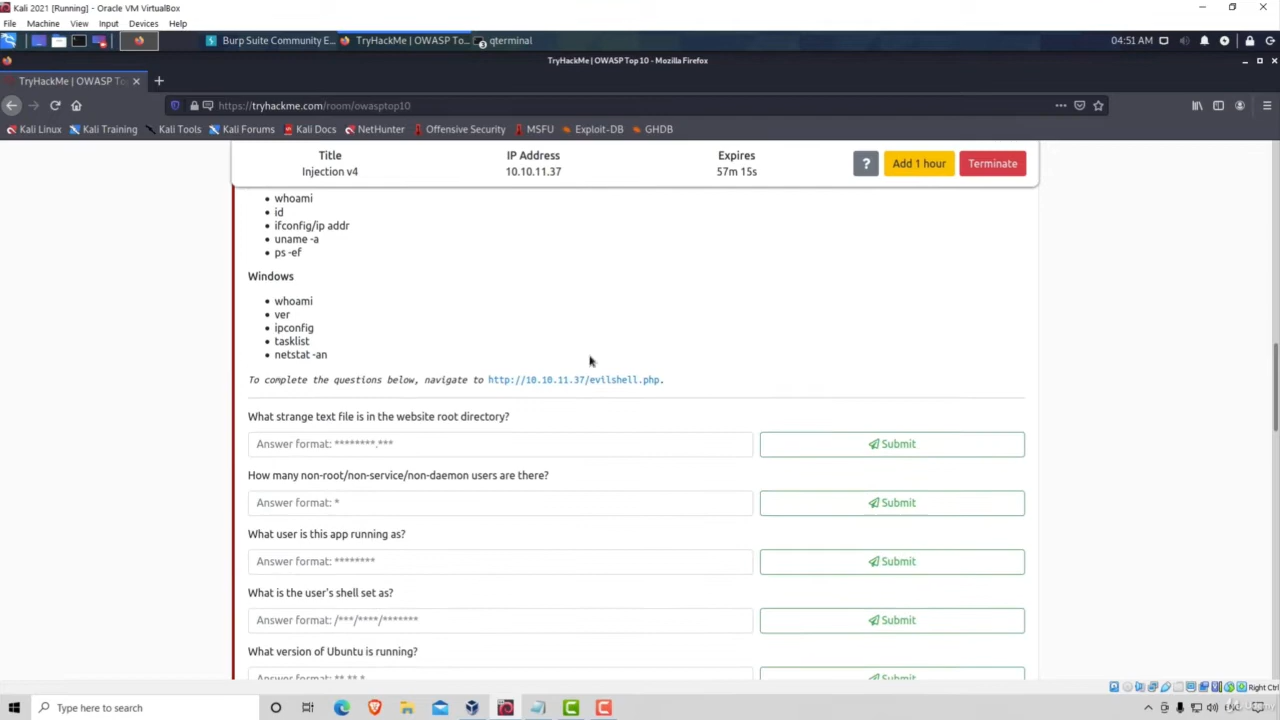 Kali 2021 [Running] - Oracle VM VirtualBox
File Machine View Input Devices Help
Burp Suite Community E... TryHackMe | OWASP To... qterminal 04:51 AM
TryHackMe | OWASP Top 10 - Mozilla Firefox
TryHackMe | OWASP To
https://tryhackme.com/room/owasptop10
Kali Linux Kali Training Kali Tools Kali Forums Kali Docs NetHunter Offensive Security MSFU Exploit-DB GHDB
Title IP Address Expires
Injection v4 10.10.11.37 57m 15s ? Add 1 hour Terminate
• whoami
• id
• ifconfig/ip addr
• uname -a
• ps -ef
Windows
• whoami
• ver
• ipconfig
• tasklist
• netstat -an
To complete the questions below, navigate to http://10.10.11.37/evilshell.php.
What strange text file is in the website root directory?
Answer format: ********.*** Submit
How many non-root/non-service/non-daemon users are there?
Answer format: * Submit
What user is this app running as?
Answer format: ******** Submit
What is the user's shell set as?
Answer format: /***/****/******* Submit
What version of Ubuntu is running?
Answer format: **.**.* Submit
Right Ctrl
Type here to search